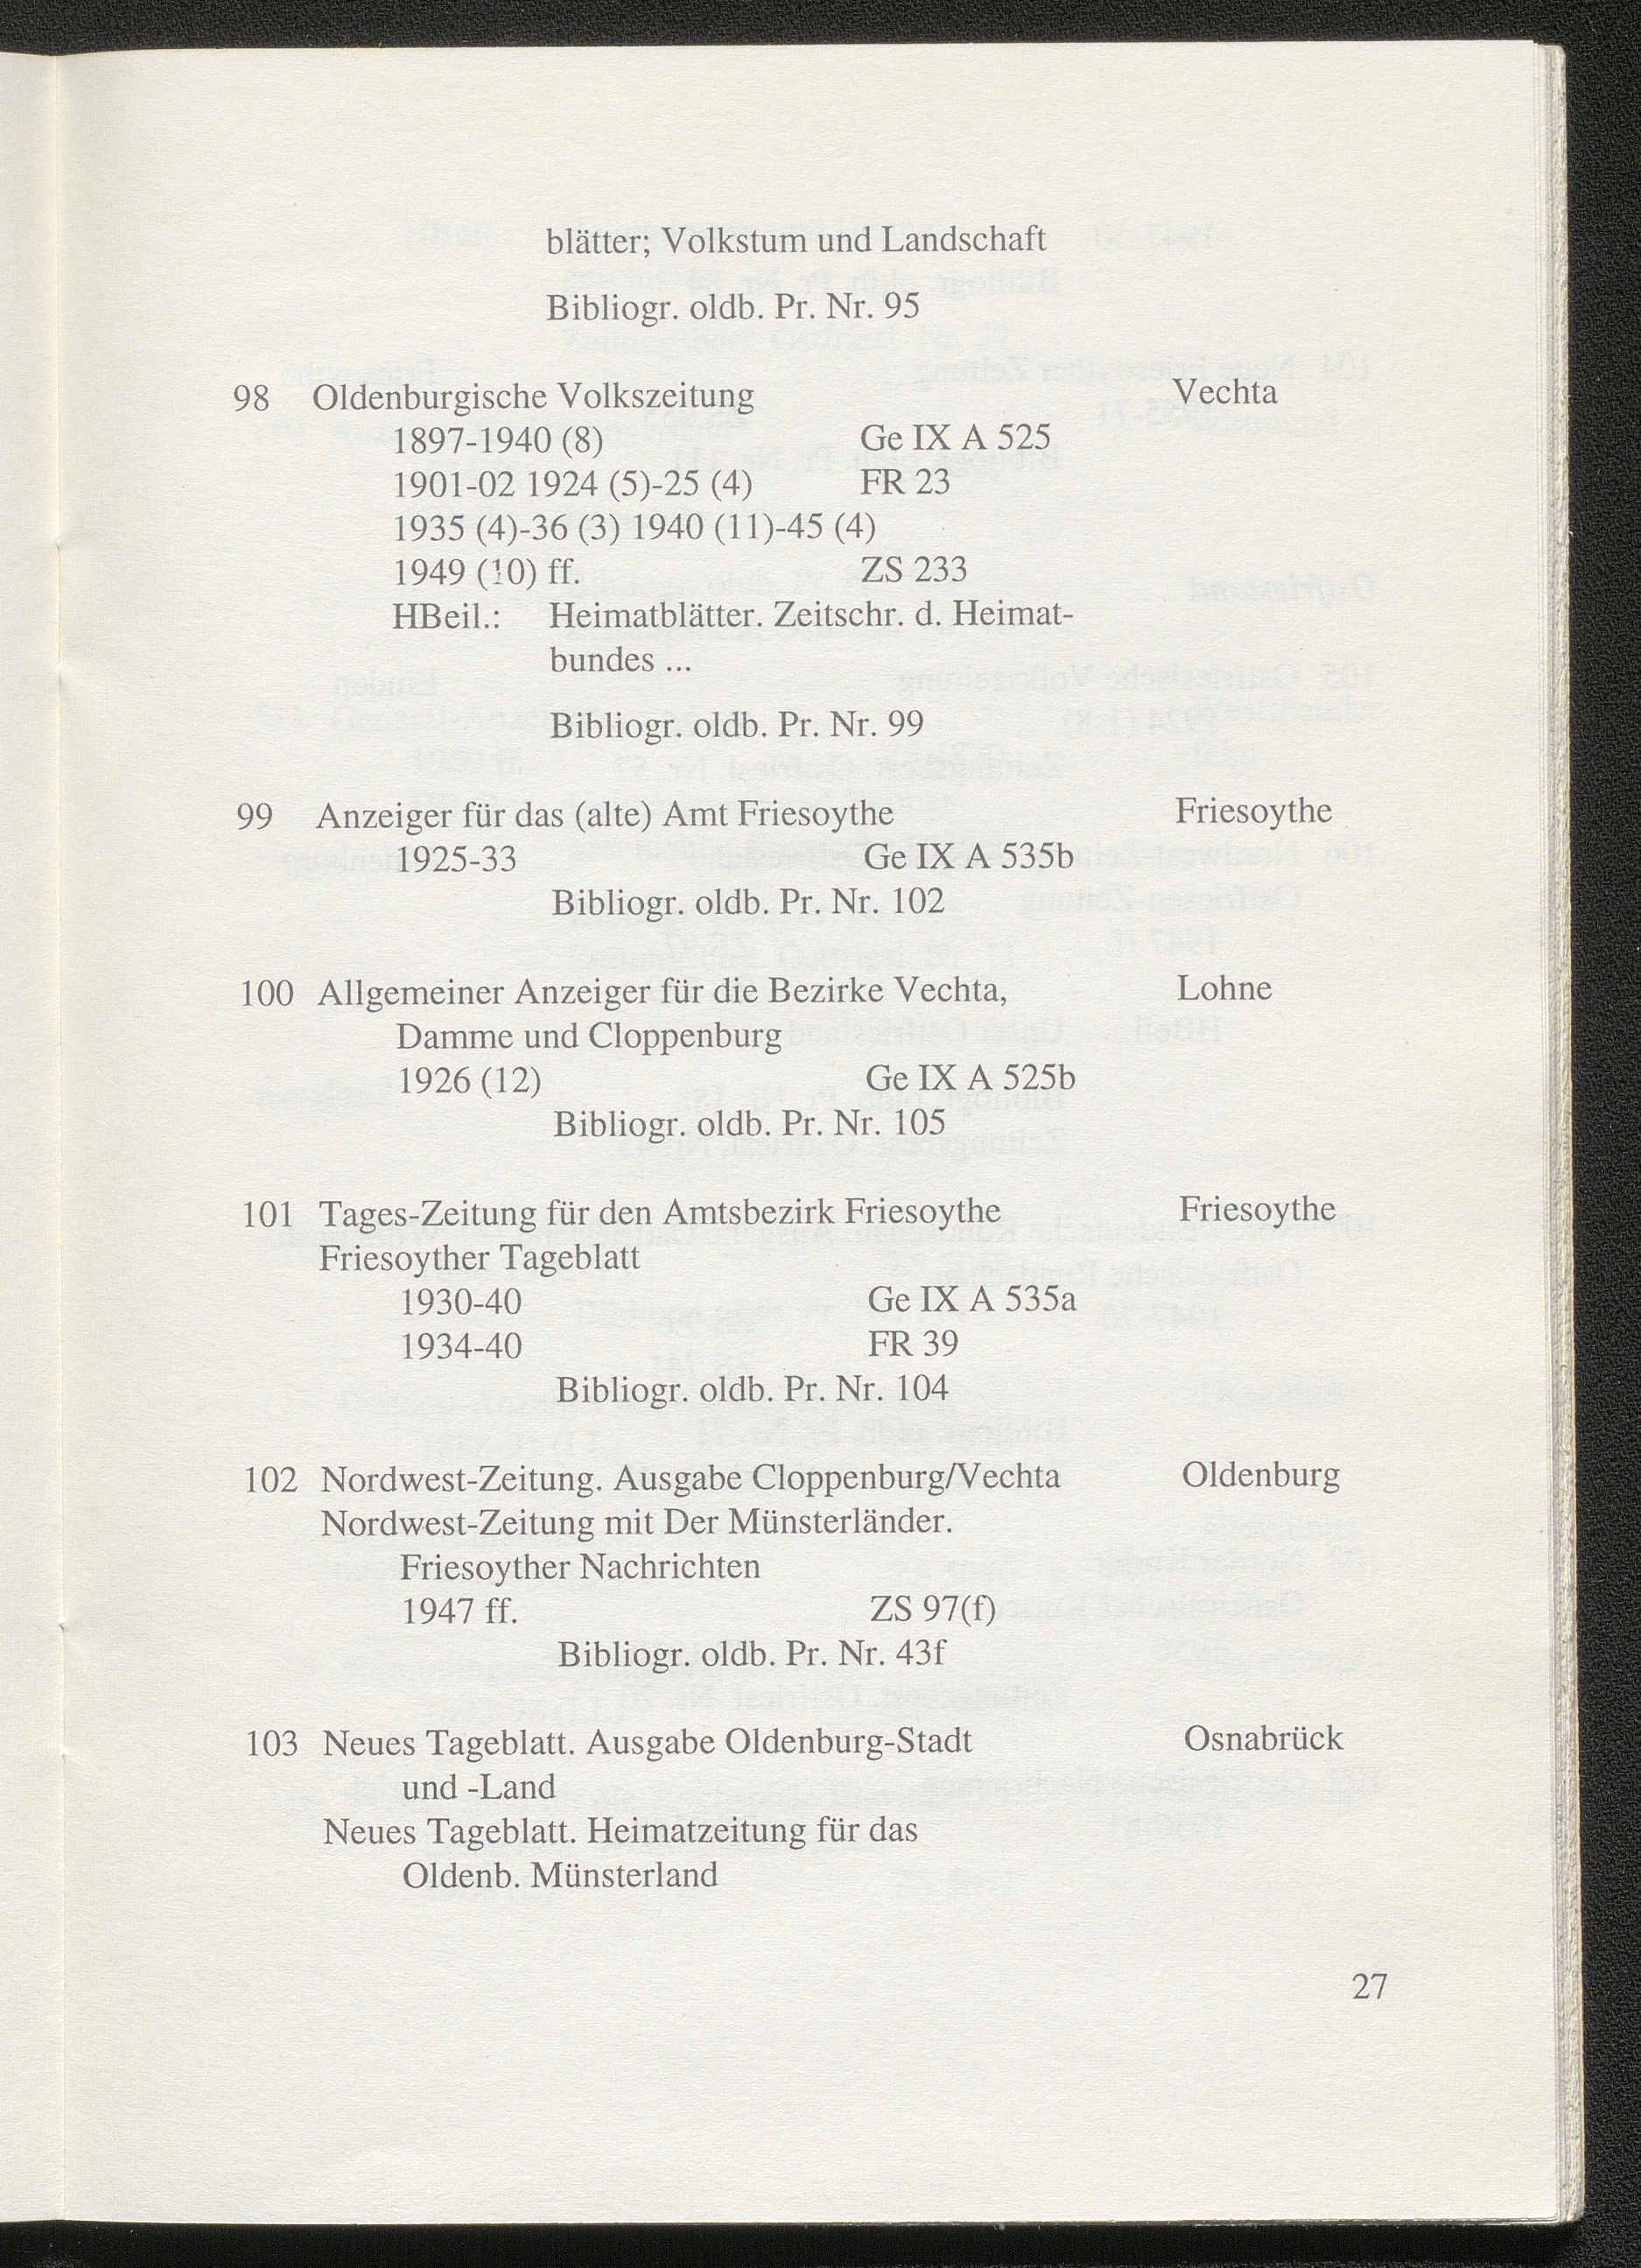 blätter; Volkstum und Landschaft
Bibliogr. oldb. Pr. Nr. 95
98 Oldenburgische Volkszeitung Vechta
1897-1940 (8) Ge IX A 525
1901-02 1924 (5)-25 (4) FR 23
1935 (4)-36 (3) 1940 (11)-45 (4)
1949 (10) ff. ZS 233
HBeil.: Heimatblätter. Zeitschr. d. Heimat-
bundes ...
Bibliogr. oldb. Pr. Nr. 99
99 Anzeiger für das (alte) Amt Friesoythe Friesoythe
1925-33 Ge IX A 535b
Bibliogr. oldb. Pr. Nr. 102
100 Allgemeiner Anzeiger für die Bezirke Vechta, Lohne
Damme und Cloppenburg
1926 (12) Ge IX A 525b
Bibliogr. oldb. Pr. Nr. 105
101 Tages-Zeitung für den Amtsbezirk Friesoythe Friesoythe
Friesoyther Tageblatt
1930-40 Ge IX A 535a
1934-40 FR 39
Bibliogr. oldb. Pr. Nr. 104
102 Nordwest-Zeitung. Ausgabe Cloppenburg/Vechta Oldenburg
Nordwest-Zeitung mit Der Münsterländer.
Friesoyther Nachrichten
1947 ff. ZS 97(f)
Bibliogr. oldb. Pr. Nr. 43f
103 Neues Tageblatt. Ausgabe Oldenburg-Stadt Osnabrück
und -Land
Neues Tageblatt. Heimatzeitung für das
Oldenb. Münsterland
27